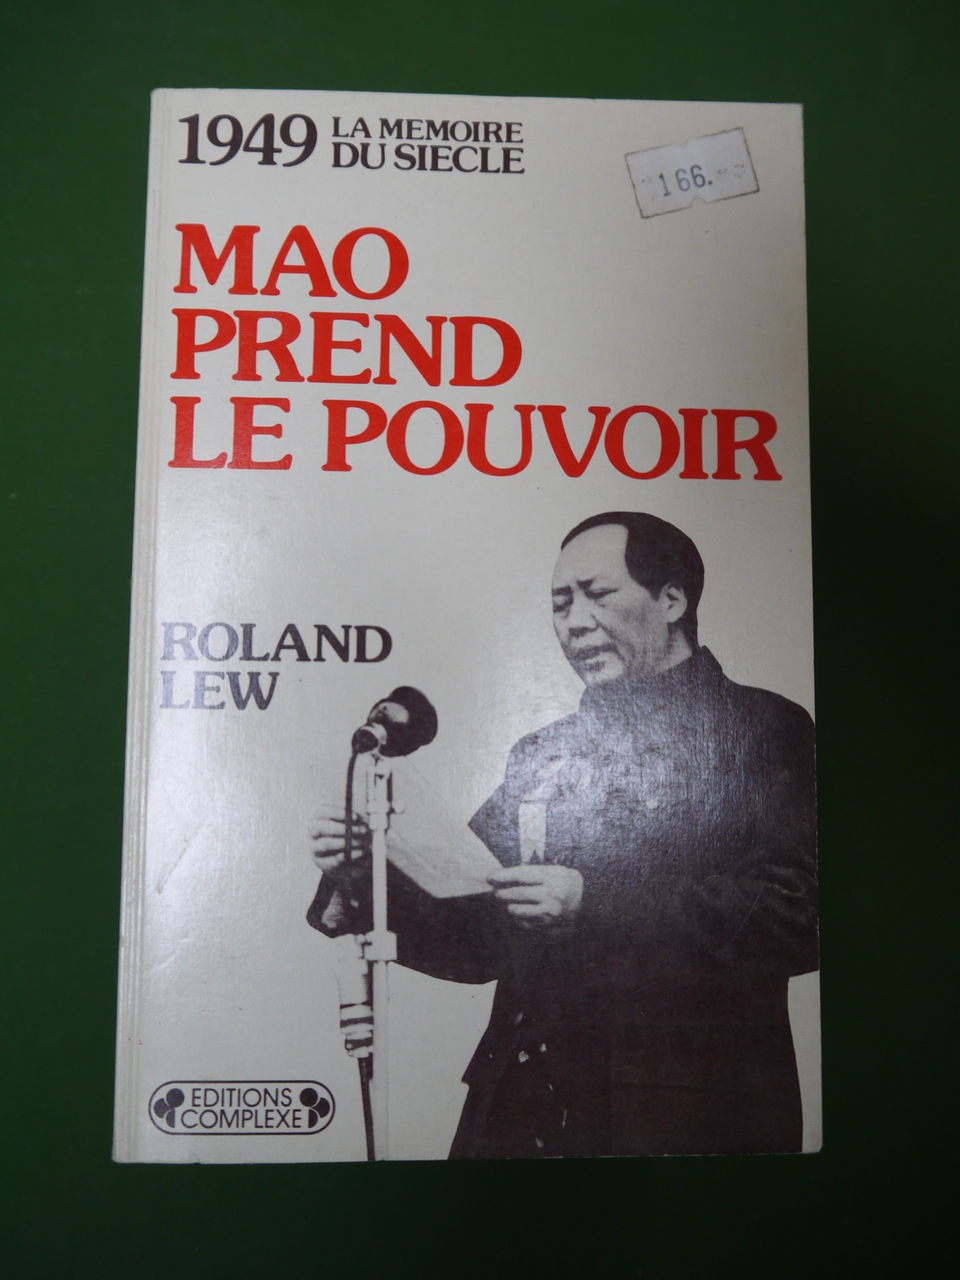 1949 LA MEMOIRE
DU SIECLE
166.
MAO
PREND
LE POUVOIR
ROLAND
LEW
EDITIONS
COMPLEXE